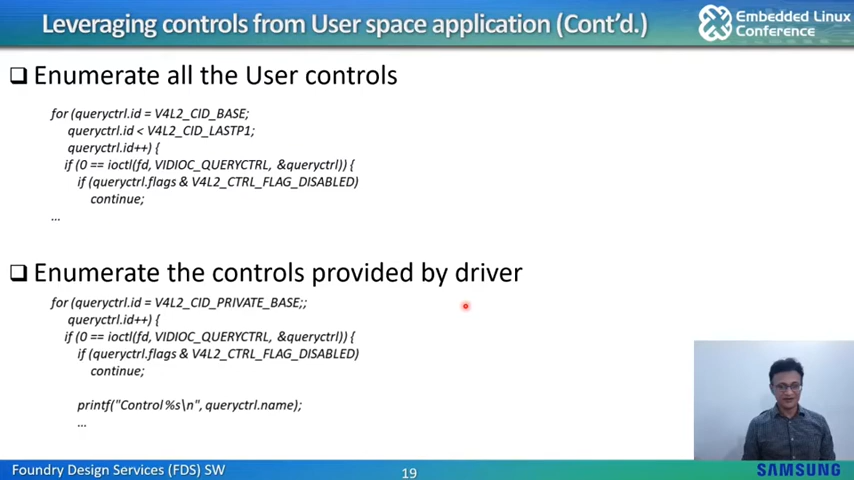 Leveraging controls from User space application (Cont'd.)
Embedded Linux
Conference
Enumerate all the User controls
for (queryctrl.id = V4L2_CID_BASE;
queryctrl.id < V4L2_CID_LASTP1;
queryctrl.id++) {
if (0 == ioctl(fd, VIDIOC_QUERYCTRL, &queryctrl)) {
if (queryctrl.flags & V4L2_CTRL_FLAG_DISABLED)
continue;
...
Enumerate the controls provided by driver
for (queryctrl.id = V4L2_CID_PRIVATE_BASE;;
queryctrl.id++) {
if (0 == ioctl(fd, VIDIOC_QUERYCTRL, &queryctrl)) {
if (queryctrl.flags & V4L2_CTRL_FLAG_DISABLED)
continue;
printf("Control %s\n", queryctrl.name);
...
Foundry Design Services (FDS) SW
19
SAMSUNG